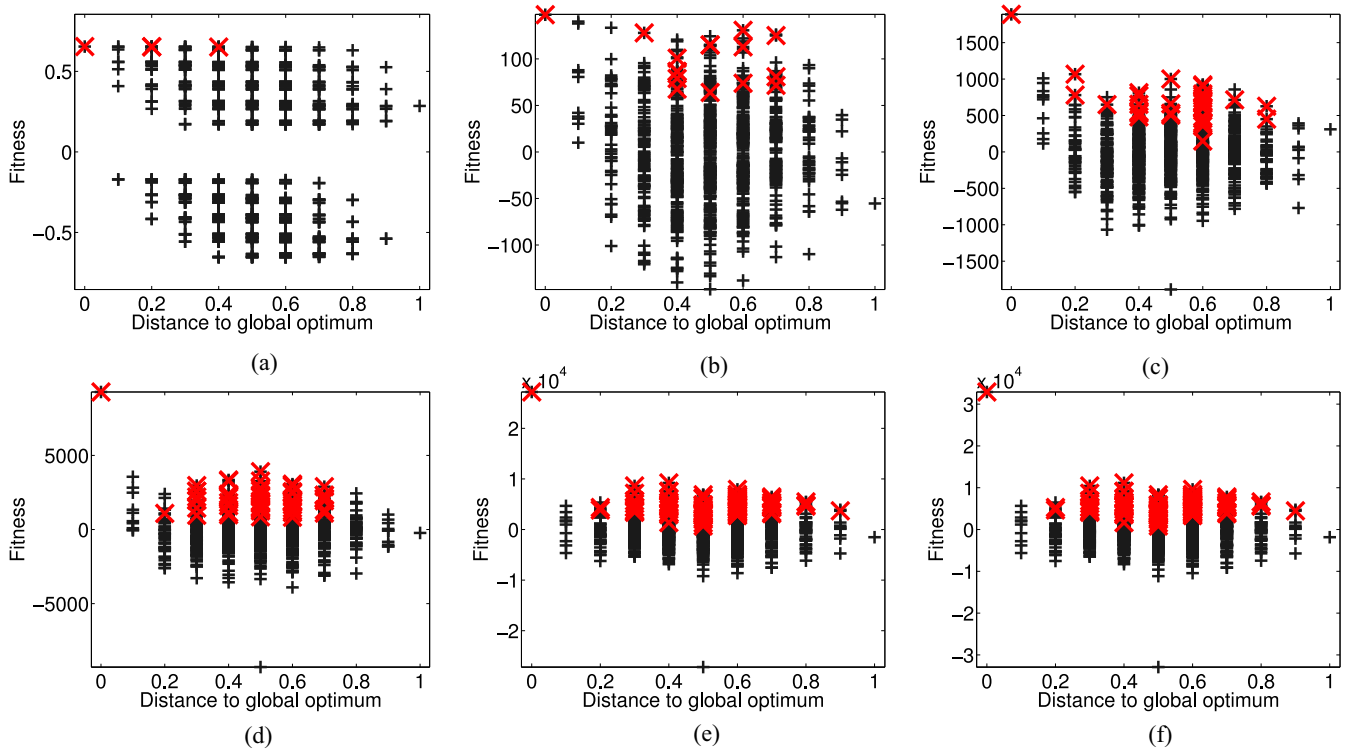 Fitness
0.5
0
−0.5
0 0.2 0.4 0.6 0.8 1
Distance to global optimum
(a)
Fitness
100
50
0
−50
−100
0 0.2 0.4 0.6 0.8 1
Distance to global optimum
(b)
Fitness
1500
1000
500
0
−500
−1000
−1500
0 0.2 0.4 0.6 0.8 1
Distance to global optimum
(c)
Fitness
5000
0
−5000
0 0.2 0.4 0.6 0.8 1
Distance to global optimum
(d)
x 10^4
Fitness
2
1
0
−1
−2
0 0.2 0.4 0.6 0.8 1
Distance to global optimum
(e)
x 10^4
Fitness
3
2
1
0
−1
−2
−3
0 0.2 0.4 0.6 0.8 1
Distance to global optimum
(f)